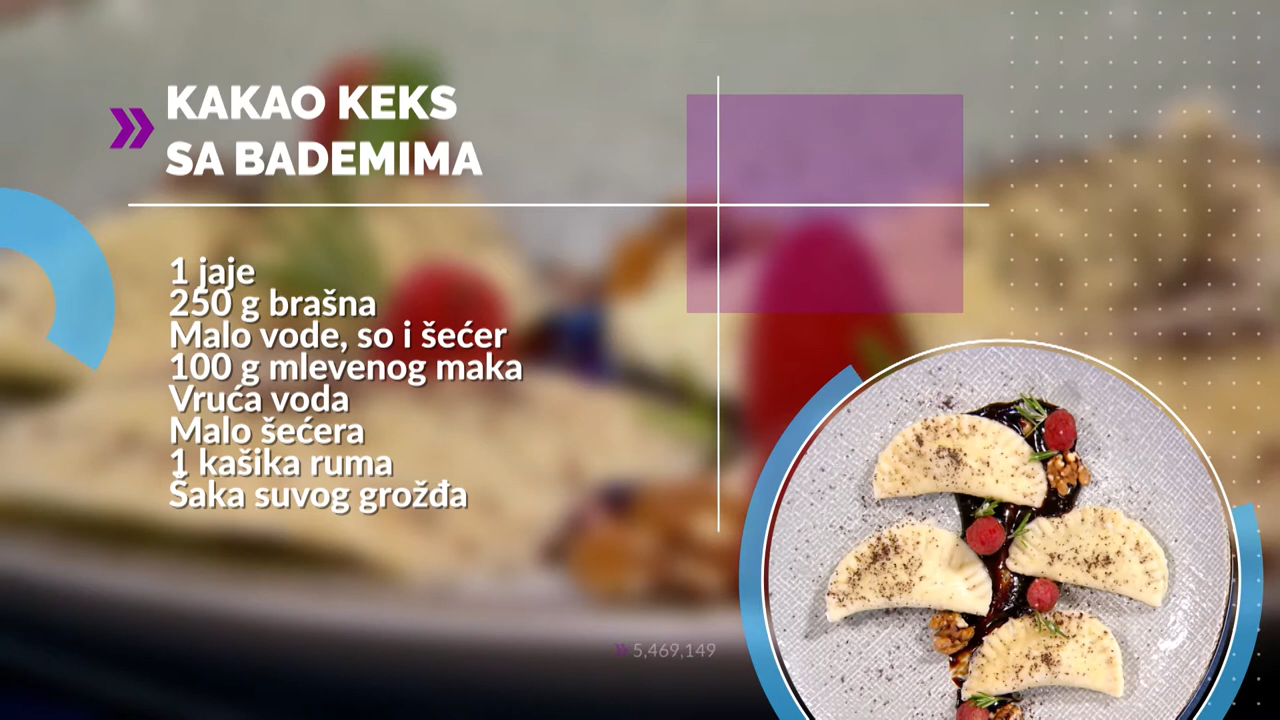 KAKAO KEKS
SA BADEMIMA
1 jaje
250 g brašna
Malo vode, so i šećer
100 g mlevenog maka
Vruća voda
Malo šećera
1 kašika ruma
Šaka suvog grožđa
5,469,149